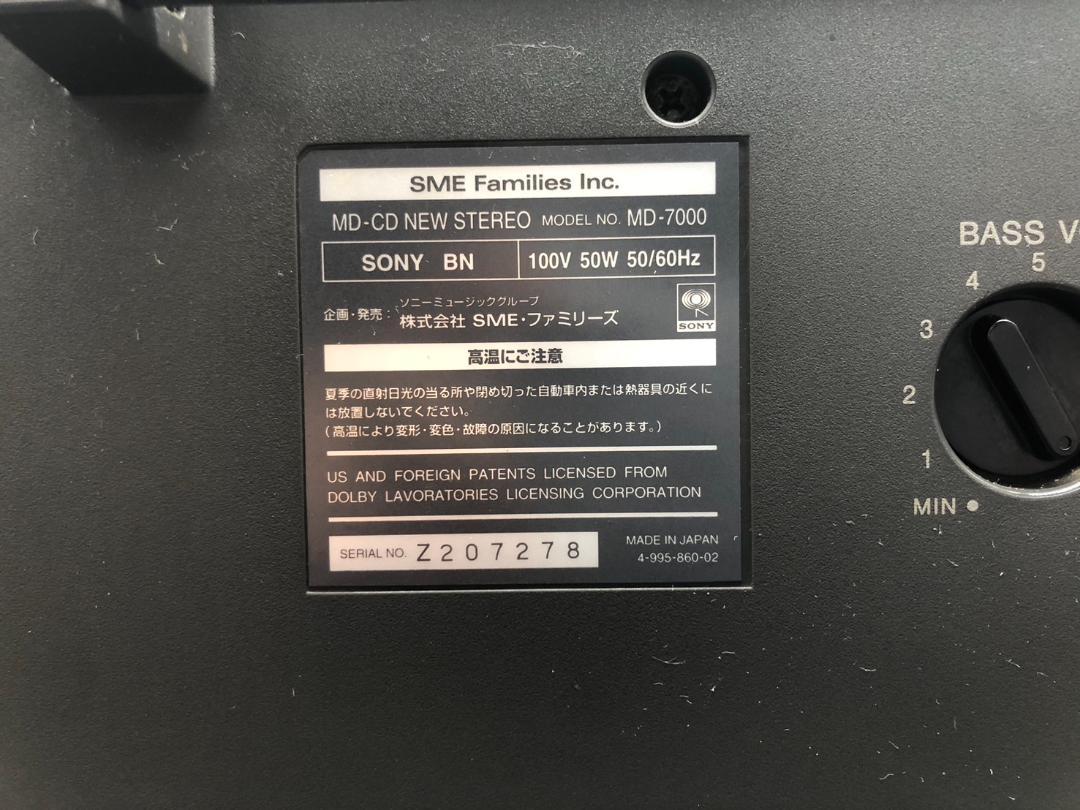 SME Families Inc.
MD-CD NEW STEREO MODEL NO. MD-7000
SONY BN 100V 50W 50/60Hz
ソニーミュージックグループ
企画・発売: 株式会社 SME・ファミリーズ
SONY
高温にご注意
夏季の直射日光の当る所や閉め切った自動車内または熱器具の近くに
は放置しないでください。
(高温により変形・変色・故障の原因になることがあります。)
US AND FOREIGN PATENTS LICENSED FROM
DOLBY LAVORATORIES LICENSING CORPORATION
SERIAL NO. Z207278
MADE IN JAPAN
4-995-860-02
BASS V
5
4
3
2
1
MIN